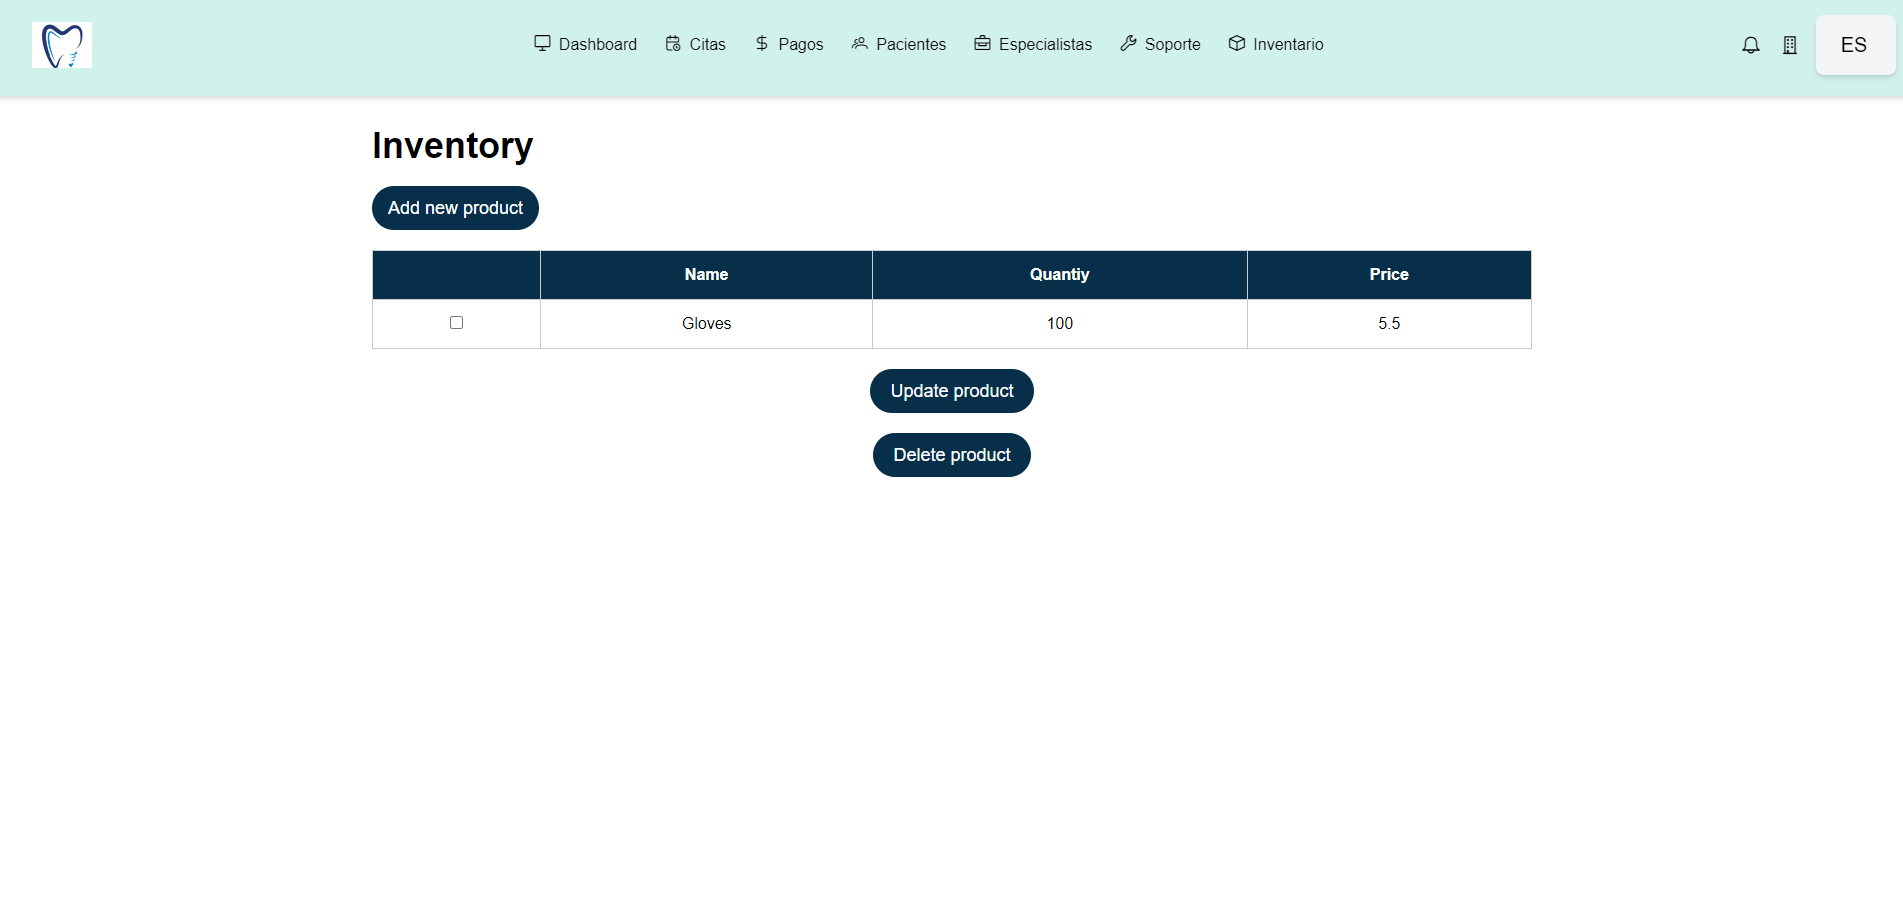 Dashboard Citas Pagos Pacientes Especialistas Soporte Inventario ES
Inventory
Add new product
Name Quantiy Price
Gloves 100 5.5
Update product
Delete product